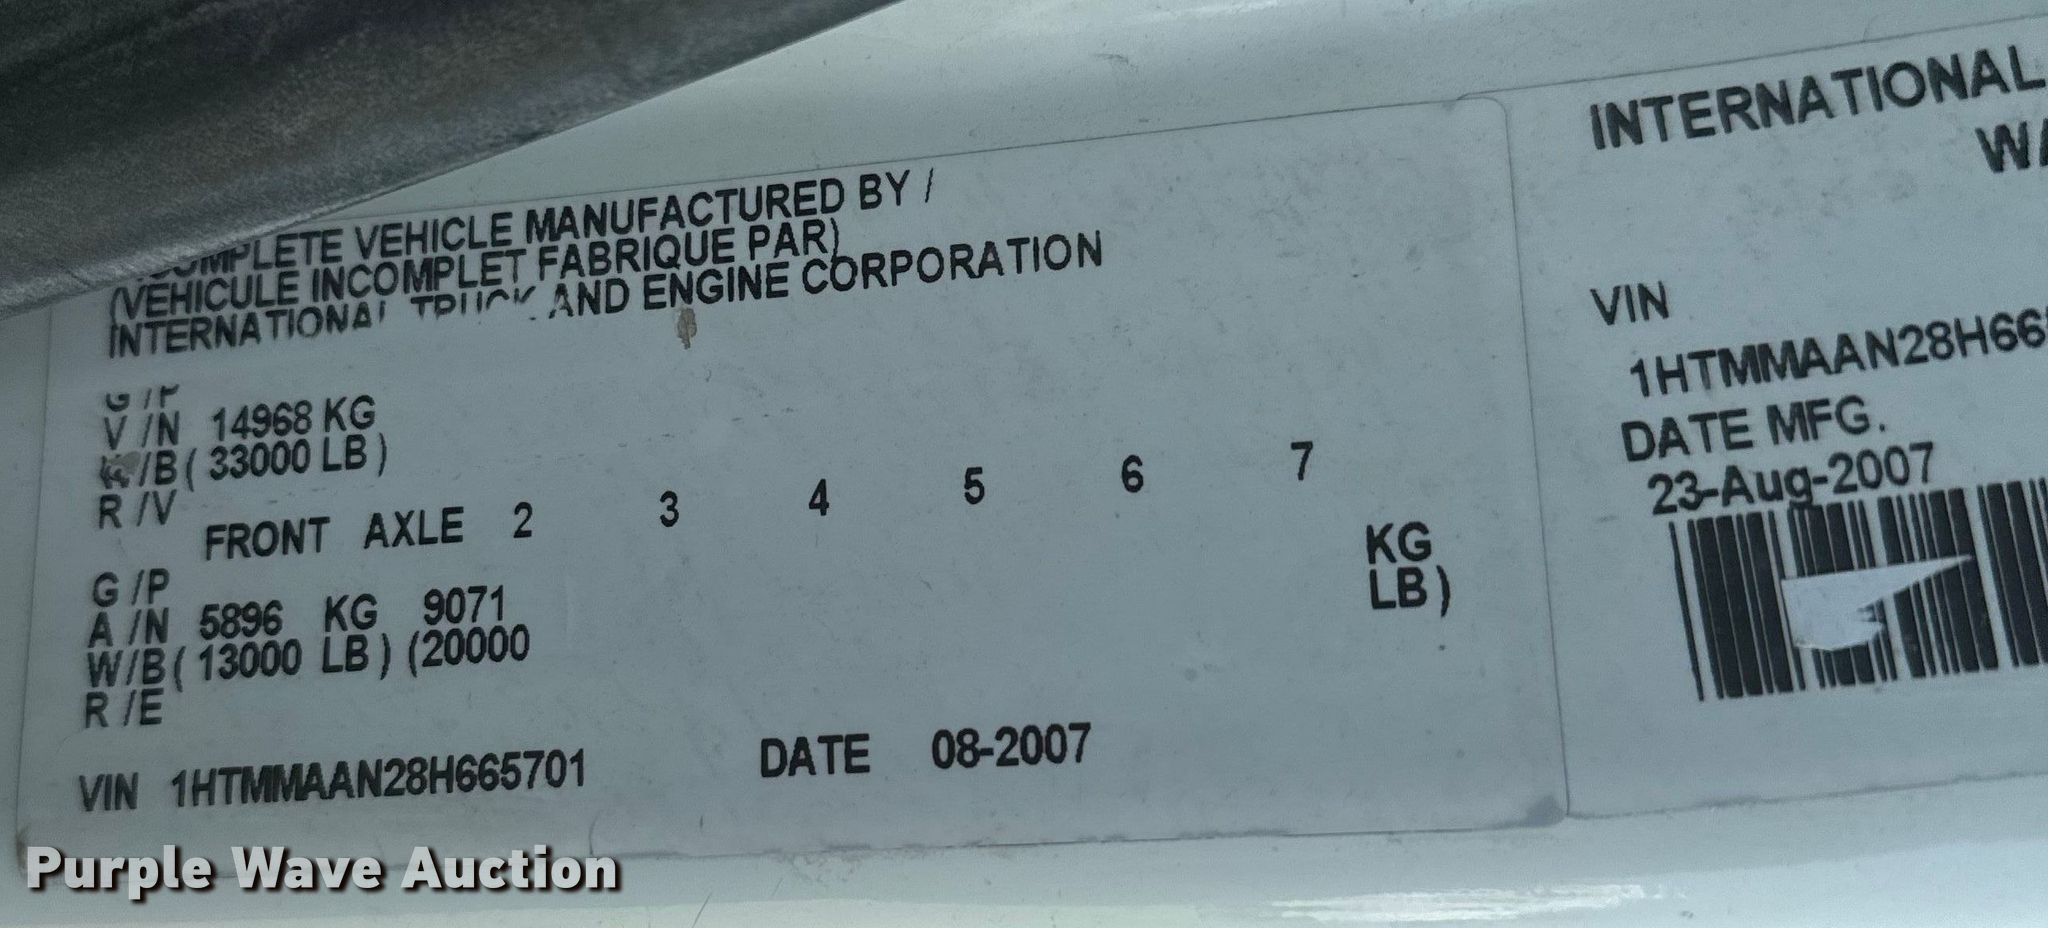 COMPLETE VEHICLE MANUFACTURED BY /
(VEHICULE INCOMPLET FABRIQUE PAR)
INTERNATIONAL TRUCK AND ENGINE CORPORATION
G /P
V /N 14968 KG
/B ( 33000 LB )
R /V
FRONT AXLE 2 3 4 5 6 7
G /P KG
A /N 5896 KG 9071 LB )
W/B ( 13000 LB ) (20000
R /E
VIN 1HTMMAAN28H665701 DATE 08-2007
INTERNATIONAL
VIN
1HTMMAAN28H66
DATE MFG.
23-Aug-2007
Purple Wave Auction